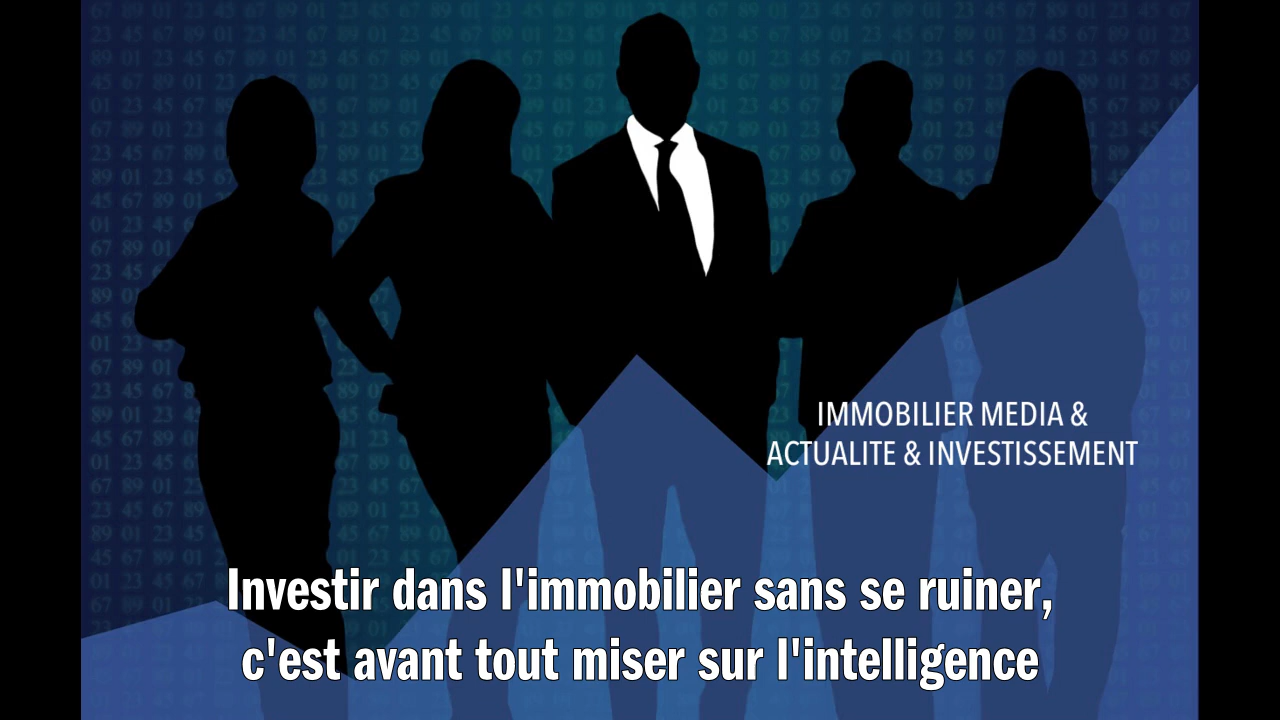 IMMOBILIER MEDIA &
ACTUALITE & INVESTISSEMENT
Investir dans l'immobilier sans se ruiner,
c'est avant tout miser sur l'intelligence